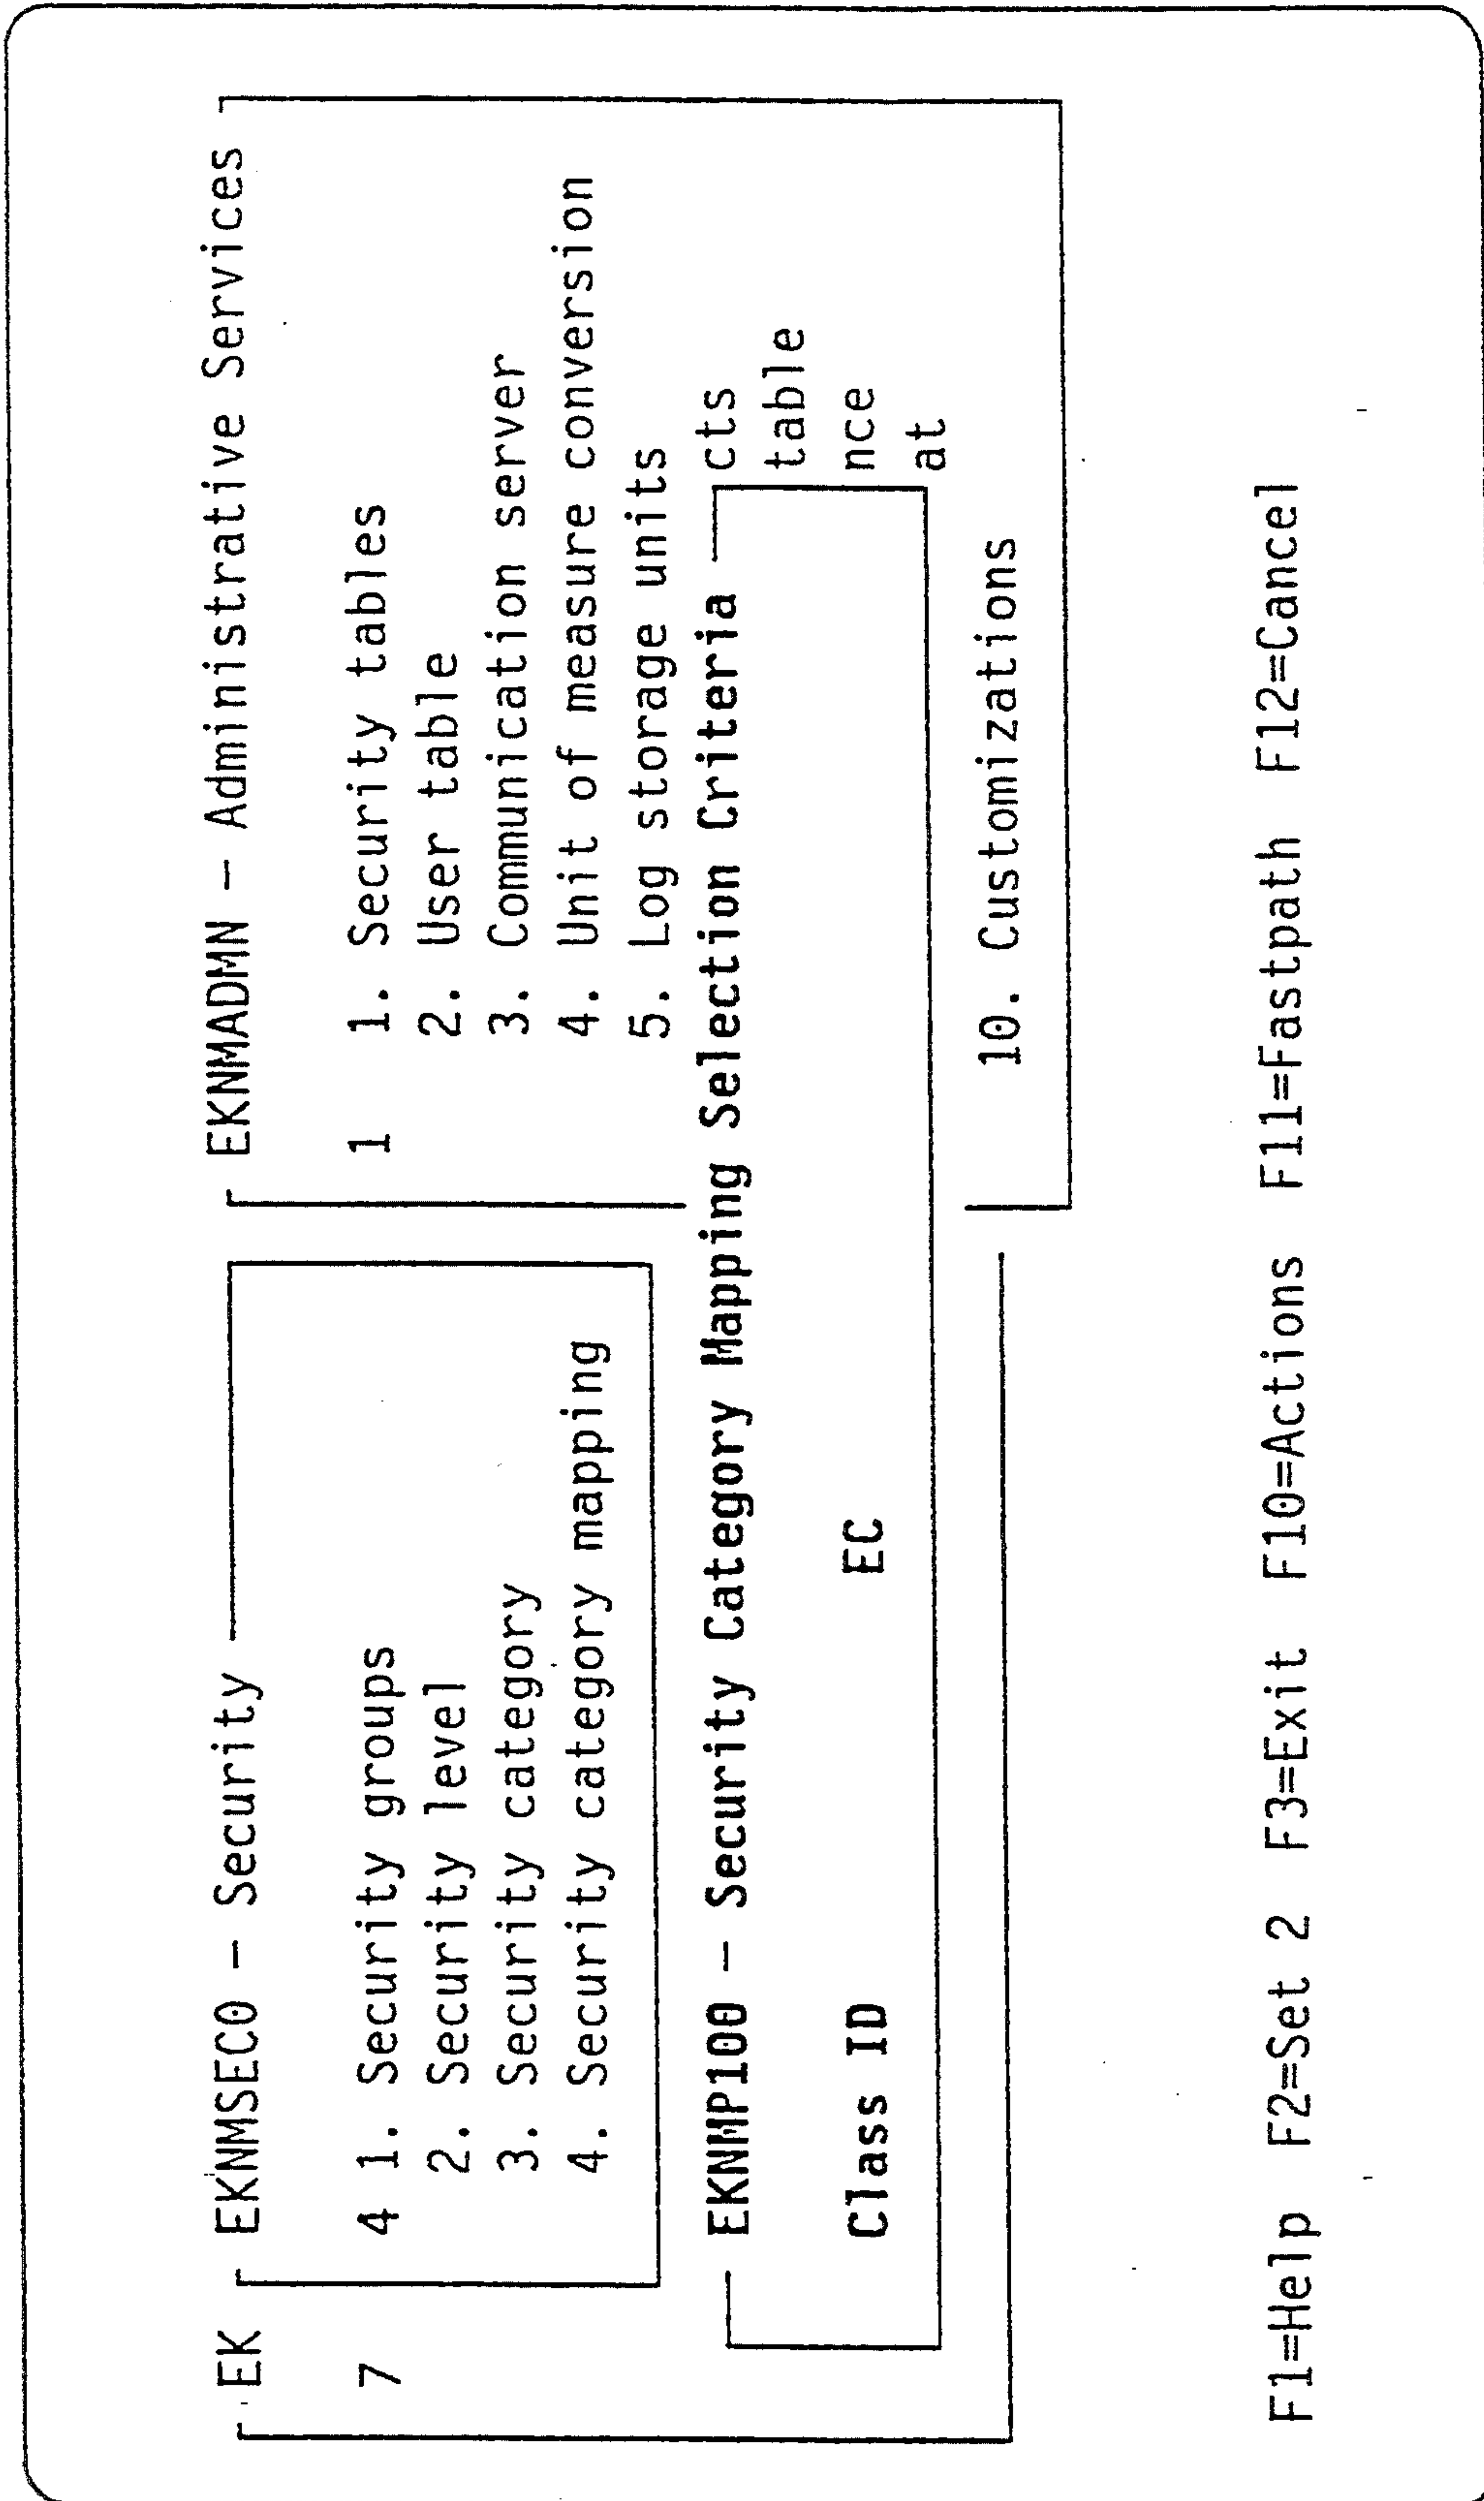 EK
EKNMSEC0 – Security
EKNMADMN – Administrative Services
7
4 1. Security groups
2. Security level
3. Security category
4. Security category mapping
1 1. Security tables
2. User table
3. Communication server
4. Unit of measure conversion
5. Log storage units
EKNMP100 – Security Category Mapping Selection Criteria
cts
table
Class ID EC
nce
at
10. Customizations
F1=Help F2=Set 2 F3=Exit F10=Actions F11=Fastpath F12=Cancel